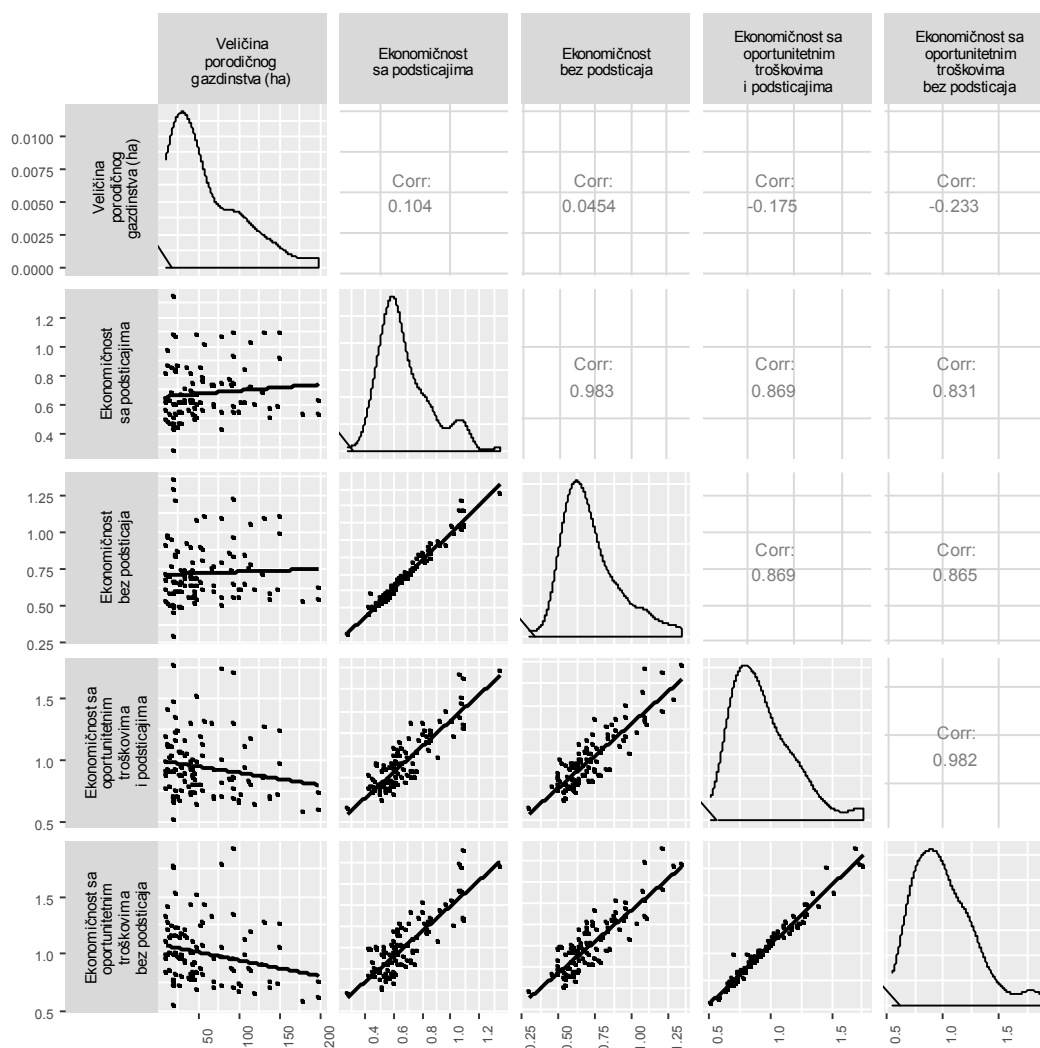 Veličina
porodičnog
gazdinstva (ha)
Ekonomičnost
sa podsticajima
Ekonomičnost
bez podsticaja
Ekonomičnost sa
oportunitetnim
troškovima
i podsticajima
Ekonomičnost sa
oportunitetnim
troškovima
bez podsticaja
0.0100
0.0075
0.0050
0.0025
0.0000
Veličina
porodičnog
gazdinstva (ha)
Corr:
0.104
Corr:
0.0454
Corr:
-0.175
Corr:
-0.233
1.2
1.0
0.8
0.6
0.4
Ekonomičnost
sa podsticajima
Corr:
0.983
Corr:
0.869
Corr:
0.831
1.25
1.00
0.75
0.50
0.25
Ekonomičnost
bez podsticaja
Corr:
0.869
Corr:
0.865
1.5
1.0
0.5
Ekonomičnost sa
oportunitetnim
troškovima
i podsticajima
Corr:
0.982
1.5
1.0
0.5
Ekonomičnost sa
oportunitetnim
troškovima
bez podsticaja
50
100
150
200
0.4
0.6
0.8
1.0
1.2
0.25
0.50
0.75
1.00
1.25
0.5
1.0
1.5
0.5
1.0
1.5